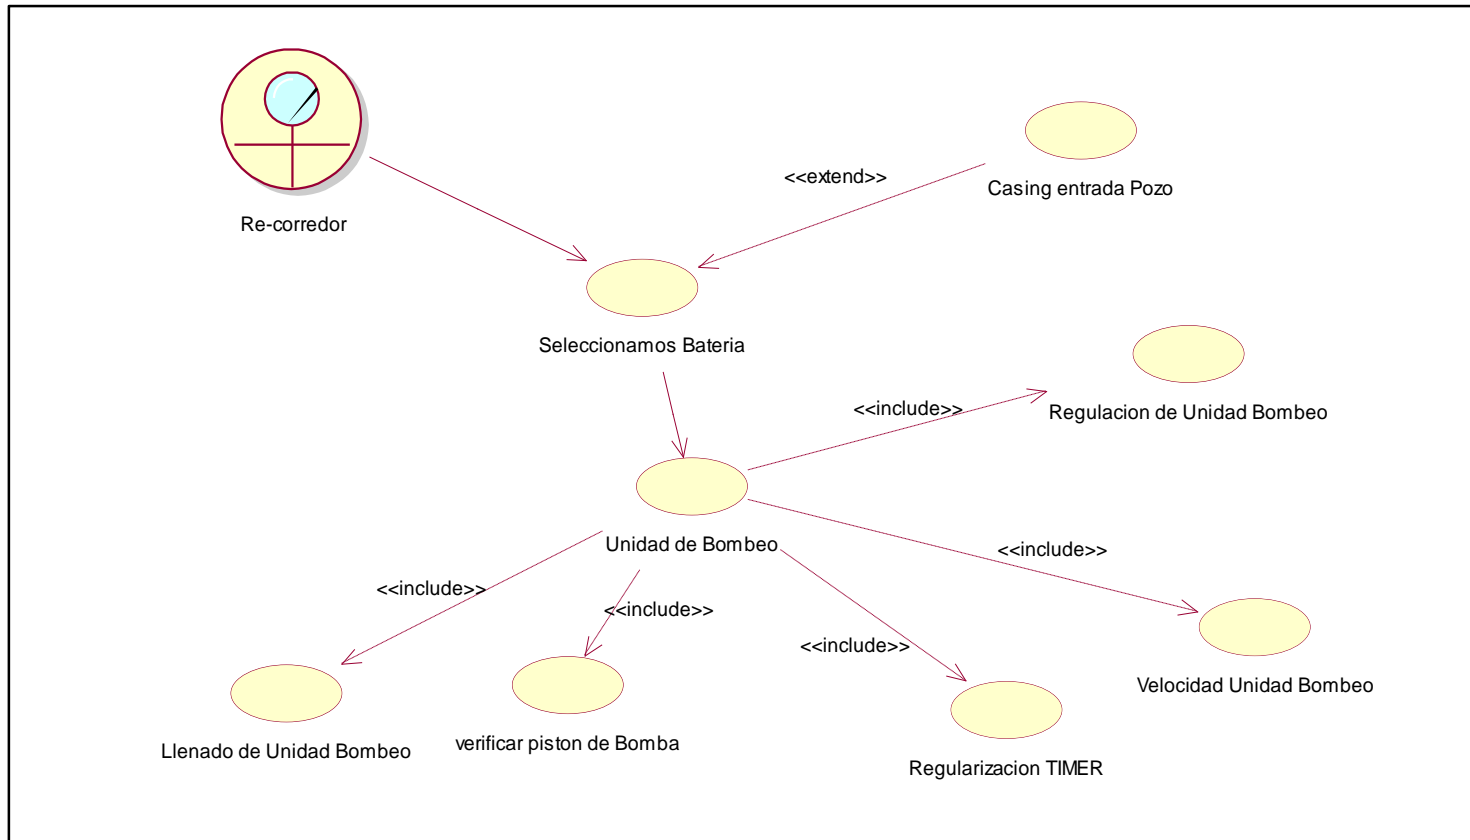 Re-corredor
<<extend>>
Casing entrada Pozo
Seleccionamos Bateria
<<include>>
Regulacion de Unidad Bombeo
Unidad de Bombeo
<<include>>
<<include>>
<<include>>
<<include>>
Velocidad Unidad Bombeo
Llenado de Unidad Bombeo
verificar piston de Bomba
Regularizacion TIMER